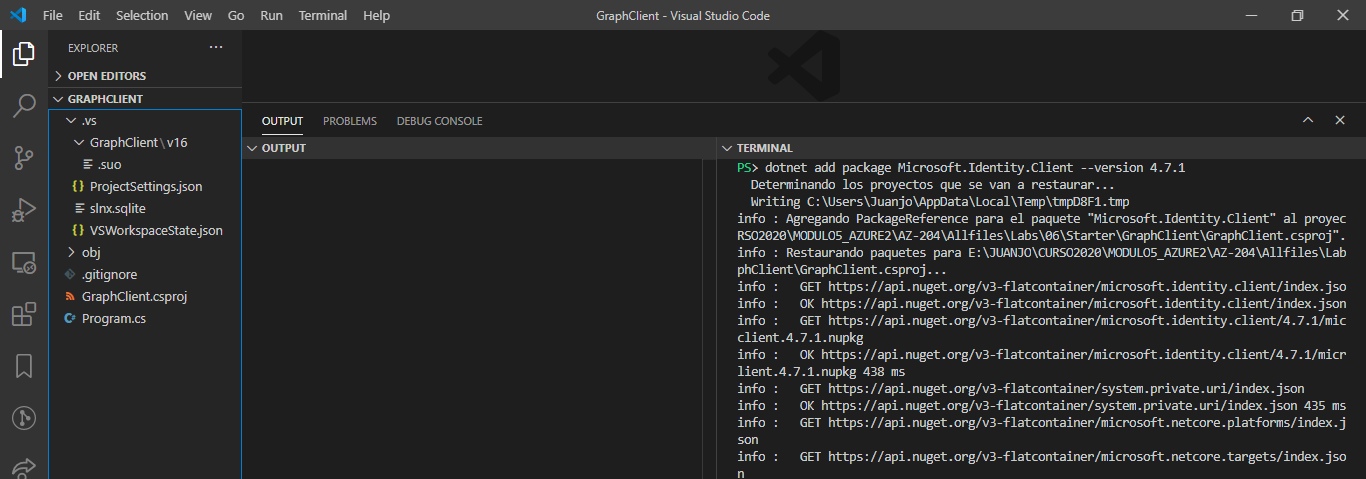 File Edit Selection View Go Run Terminal Help GraphClient - Visual Studio Code
EXPLORER
OPEN EDITORS
GRAPHCLIENT
.vs
GraphClient\v16
.suo
ProjectSettings.json
slnx.sqlite
VSWorkspaceState.json
obj
.gitignore
GraphClient.csproj
Program.cs
OUTPUT PROBLEMS DEBUG CONSOLE
OUTPUT
TERMINAL
PS> dotnet add package Microsoft.Identity.Client --version 4.7.1
Determinando los proyectos que se van a restaurar...
Writing C:\Users\Juanjo\AppData\Local\Temp\tmpD8F1.tmp
info : Agregando PackageReference para el paquete "Microsoft.Identity.Client" al proyec
RSO2020\MODULO5_AZURE2\AZ-204\Allfiles\Labs\06\Starter\GraphClient\GraphClient.csproj".
info : Restaurando paquetes para E:\JUANJO\CURSO2020\MODULO5_AZURE2\AZ-204\Allfiles\Lab
phClient\GraphClient.csproj...
info :   GET https://api.nuget.org/v3-flatcontainer/microsoft.identity.client/index.jso
info :   OK https://api.nuget.org/v3-flatcontainer/microsoft.identity.client/index.json
info :   GET https://api.nuget.org/v3-flatcontainer/microsoft.identity.client/4.7.1/mic
client.4.7.1.nupkg
info :   OK https://api.nuget.org/v3-flatcontainer/microsoft.identity.client/4.7.1/micr
lient.4.7.1.nupkg 438 ms
info :   GET https://api.nuget.org/v3-flatcontainer/system.private.uri/index.json
info :   OK https://api.nuget.org/v3-flatcontainer/system.private.uri/index.json 435 ms
info :   GET https://api.nuget.org/v3-flatcontainer/microsoft.netcore.platforms/index.j
son
info :   GET https://api.nuget.org/v3-flatcontainer/microsoft.netcore.targets/index.jso
n